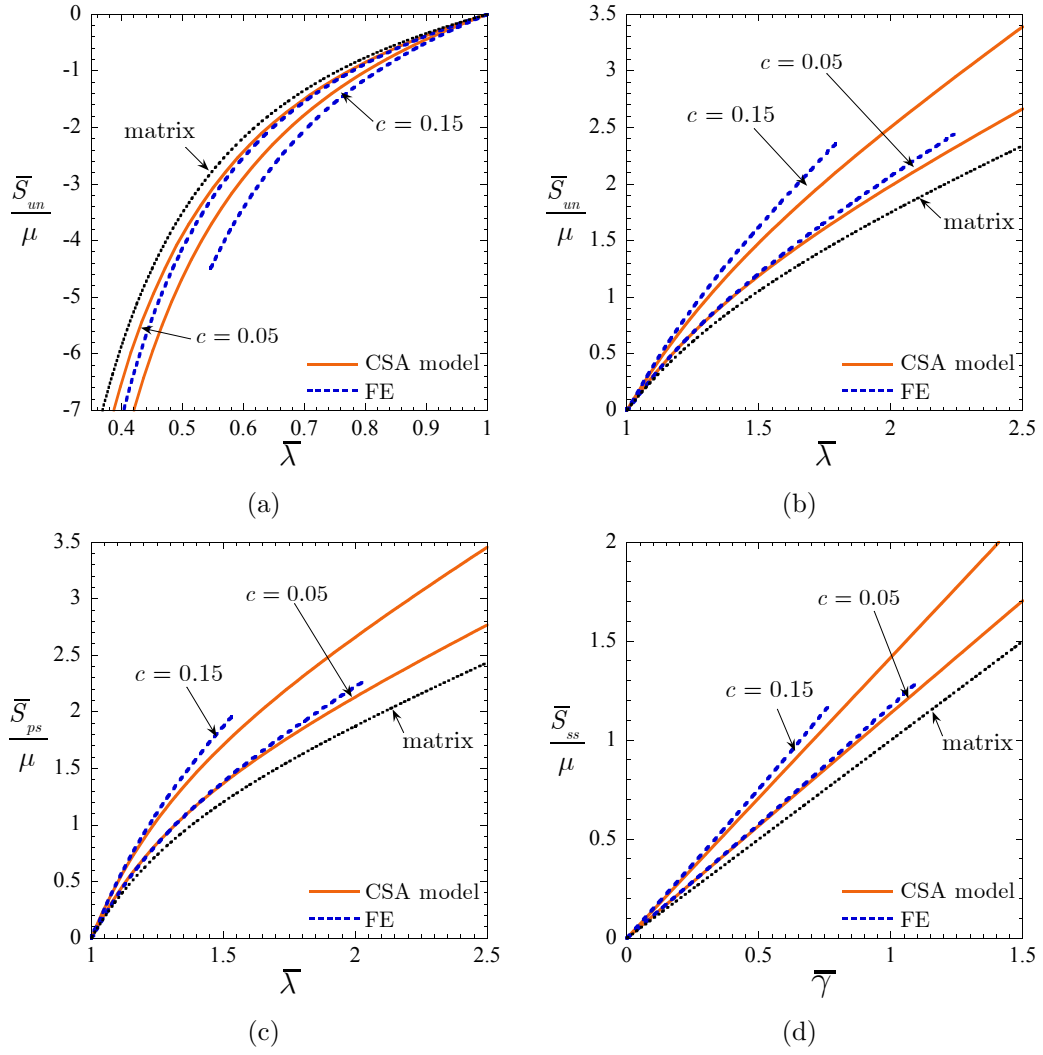 0
-1
-2
-3
-4
-5
-6
-7
S̅un
μ
matrix
c = 0.15
c = 0.05
CSA model
FE
0.4 0.5 0.6 0.7 0.8 0.9 1
λ̅
(a)
3.5
3
2.5
2
1.5
1
0.5
0
S̅un
μ
c = 0.05
c = 0.15
matrix
CSA model
FE
1 1.5 2 2.5
λ̅
(b)
3.5
3
2.5
2
1.5
1
0.5
0
S̅ps
μ
c = 0.05
c = 0.15
matrix
CSA model
FE
1 1.5 2 2.5
λ̅
(c)
2
1.5
1
0.5
0
S̅ss
μ
c = 0.05
c = 0.15
matrix
CSA model
FE
0 0.5 1 1.5
γ̅
(d)